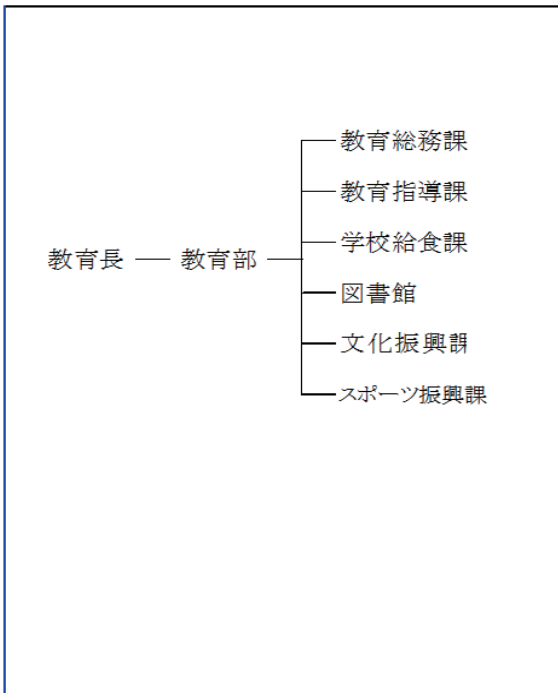 教育総務課
教育指導課
学校給食課
教育長 教育部
図書館
文化振興課
スポーツ振興課